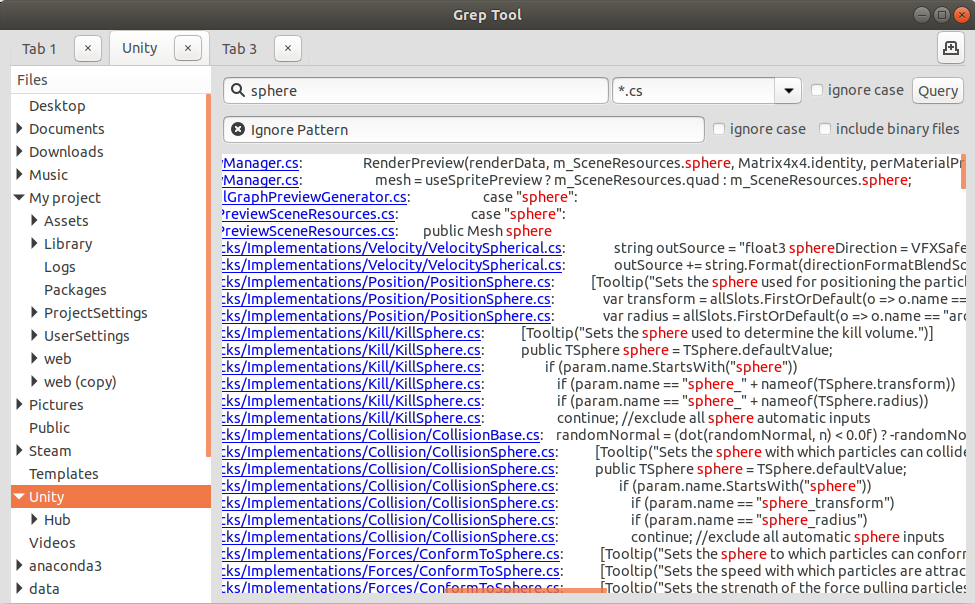 Grep Tool
Tab 1 × Unity × Tab 3 ×
Files
Desktop
Documents
Downloads
Music
My project
Assets
Library
Logs
Packages
ProjectSettings
UserSettings
web
web (copy)
Pictures
Public
Steam
Templates
Unity
Hub
Videos
anaconda3
data
sphere *.cs ignore case Query
Ignore Pattern ignore case include binary files
Manager.cs: RenderPreview(renderData, m_SceneResources.sphere, Matrix4x4.identity, perMaterialPr
Manager.cs: mesh = useSpritePreview ? m_SceneResources.quad : m_SceneResources.sphere;
lGraphPreviewGenerator.cs: case "sphere":
PreviewSceneResources.cs: case "sphere":
PreviewSceneResources.cs: public Mesh sphere
cks/Implementations/Velocity/VelocitySpherical.cs: string outSource = "float3 sphereDirection = VFXSafe
cks/Implementations/Velocity/VelocitySpherical.cs: outSource += string.Format(directionFormatBlendSo
cks/Implementations/Position/PositionSphere.cs: [Tooltip("Sets the sphere used for positioning the particl
cks/Implementations/Position/PositionSphere.cs: var transform = allSlots.FirstOrDefault(o => o.name ==
cks/Implementations/Position/PositionSphere.cs: var radius = allSlots.FirstOrDefault(o => o.name == "arc
cks/Implementations/Kill/KillSphere.cs: [Tooltip("Sets the sphere used to determine the kill volume.")]
cks/Implementations/Kill/KillSphere.cs: public TSphere sphere = TSphere.defaultValue;
cks/Implementations/Kill/KillSphere.cs: if (param.name.StartsWith("sphere"))
cks/Implementations/Kill/KillSphere.cs: if (param.name == "sphere_" + nameof(TSphere.transform))
cks/Implementations/Kill/KillSphere.cs: if (param.name == "sphere_" + nameof(TSphere.radius))
cks/Implementations/Kill/KillSphere.cs: continue; //exclude all sphere automatic inputs
cks/Implementations/Collision/CollisionBase.cs: randomNormal = (dot(randomNormal, n) < 0.0f) ? -randomNo
cks/Implementations/Collision/CollisionSphere.cs: [Tooltip("Sets the sphere with which particles can collide
cks/Implementations/Collision/CollisionSphere.cs: public TSphere sphere = TSphere.defaultValue;
cks/Implementations/Collision/CollisionSphere.cs: if (param.name.StartsWith("sphere"))
cks/Implementations/Collision/CollisionSphere.cs: if (param.name == "sphere_transform")
cks/Implementations/Collision/CollisionSphere.cs: if (param.name == "sphere_radius")
cks/Implementations/Collision/CollisionSphere.cs: continue; //exclude all automatic sphere inputs
cks/Implementations/Forces/ConformToSphere.cs: [Tooltip("Sets the sphere to which particles can conform
cks/Implementations/Forces/ConformToSphere.cs: [Tooltip("Sets the speed with which particles are attrac
cks/Implementations/Forces/ConformToSphere.cs: [Tooltip("Sets the strength of the force pulling particles